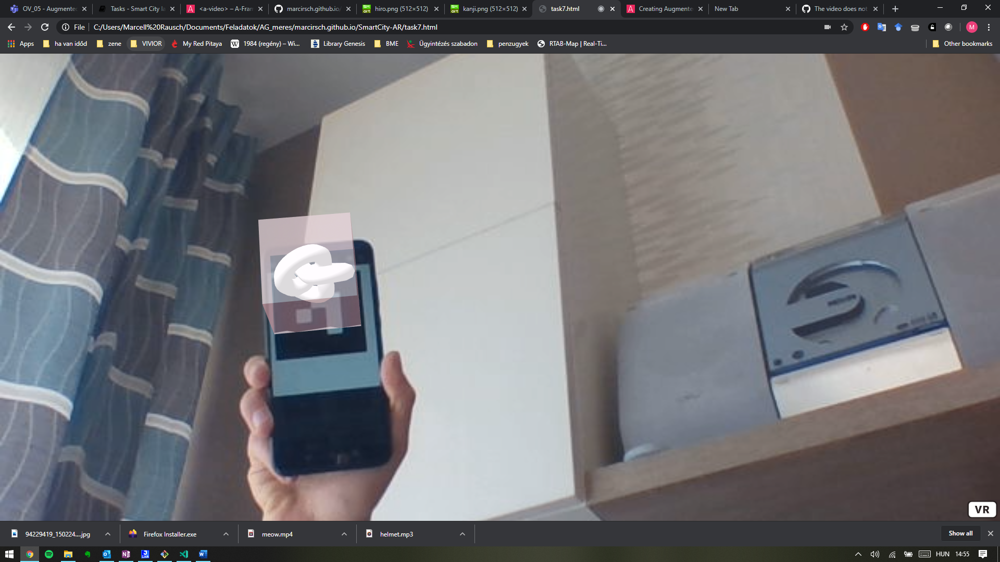 OV_05 - Augmente
Tasks - Smart City la
<a-video> – A-Fran
marcirsch.github.io/
hiro.png (512×512)
kanji.png (512×512)
task7.html
Creating Augmente
New Tab
The video does not
File
C:/Users/Marcell%20Rausch/Documents/Feladatok/AG_meres/marcirsch.github.io/SmartCity-AR/task7.html
M
Apps
ha van időd
zene
VIVIOR
My Red Pitaya
1984 (regény) – Wi...
Library Genesis
BME
Ügyintézés szabadon
penzugyek
RTAB-Map | Real-Ti...
Other bookmarks
VR
94229419_150224....jpg
Firefox Installer.exe
meow.mp4
helmet.mp3
Show all
HUN
14:55